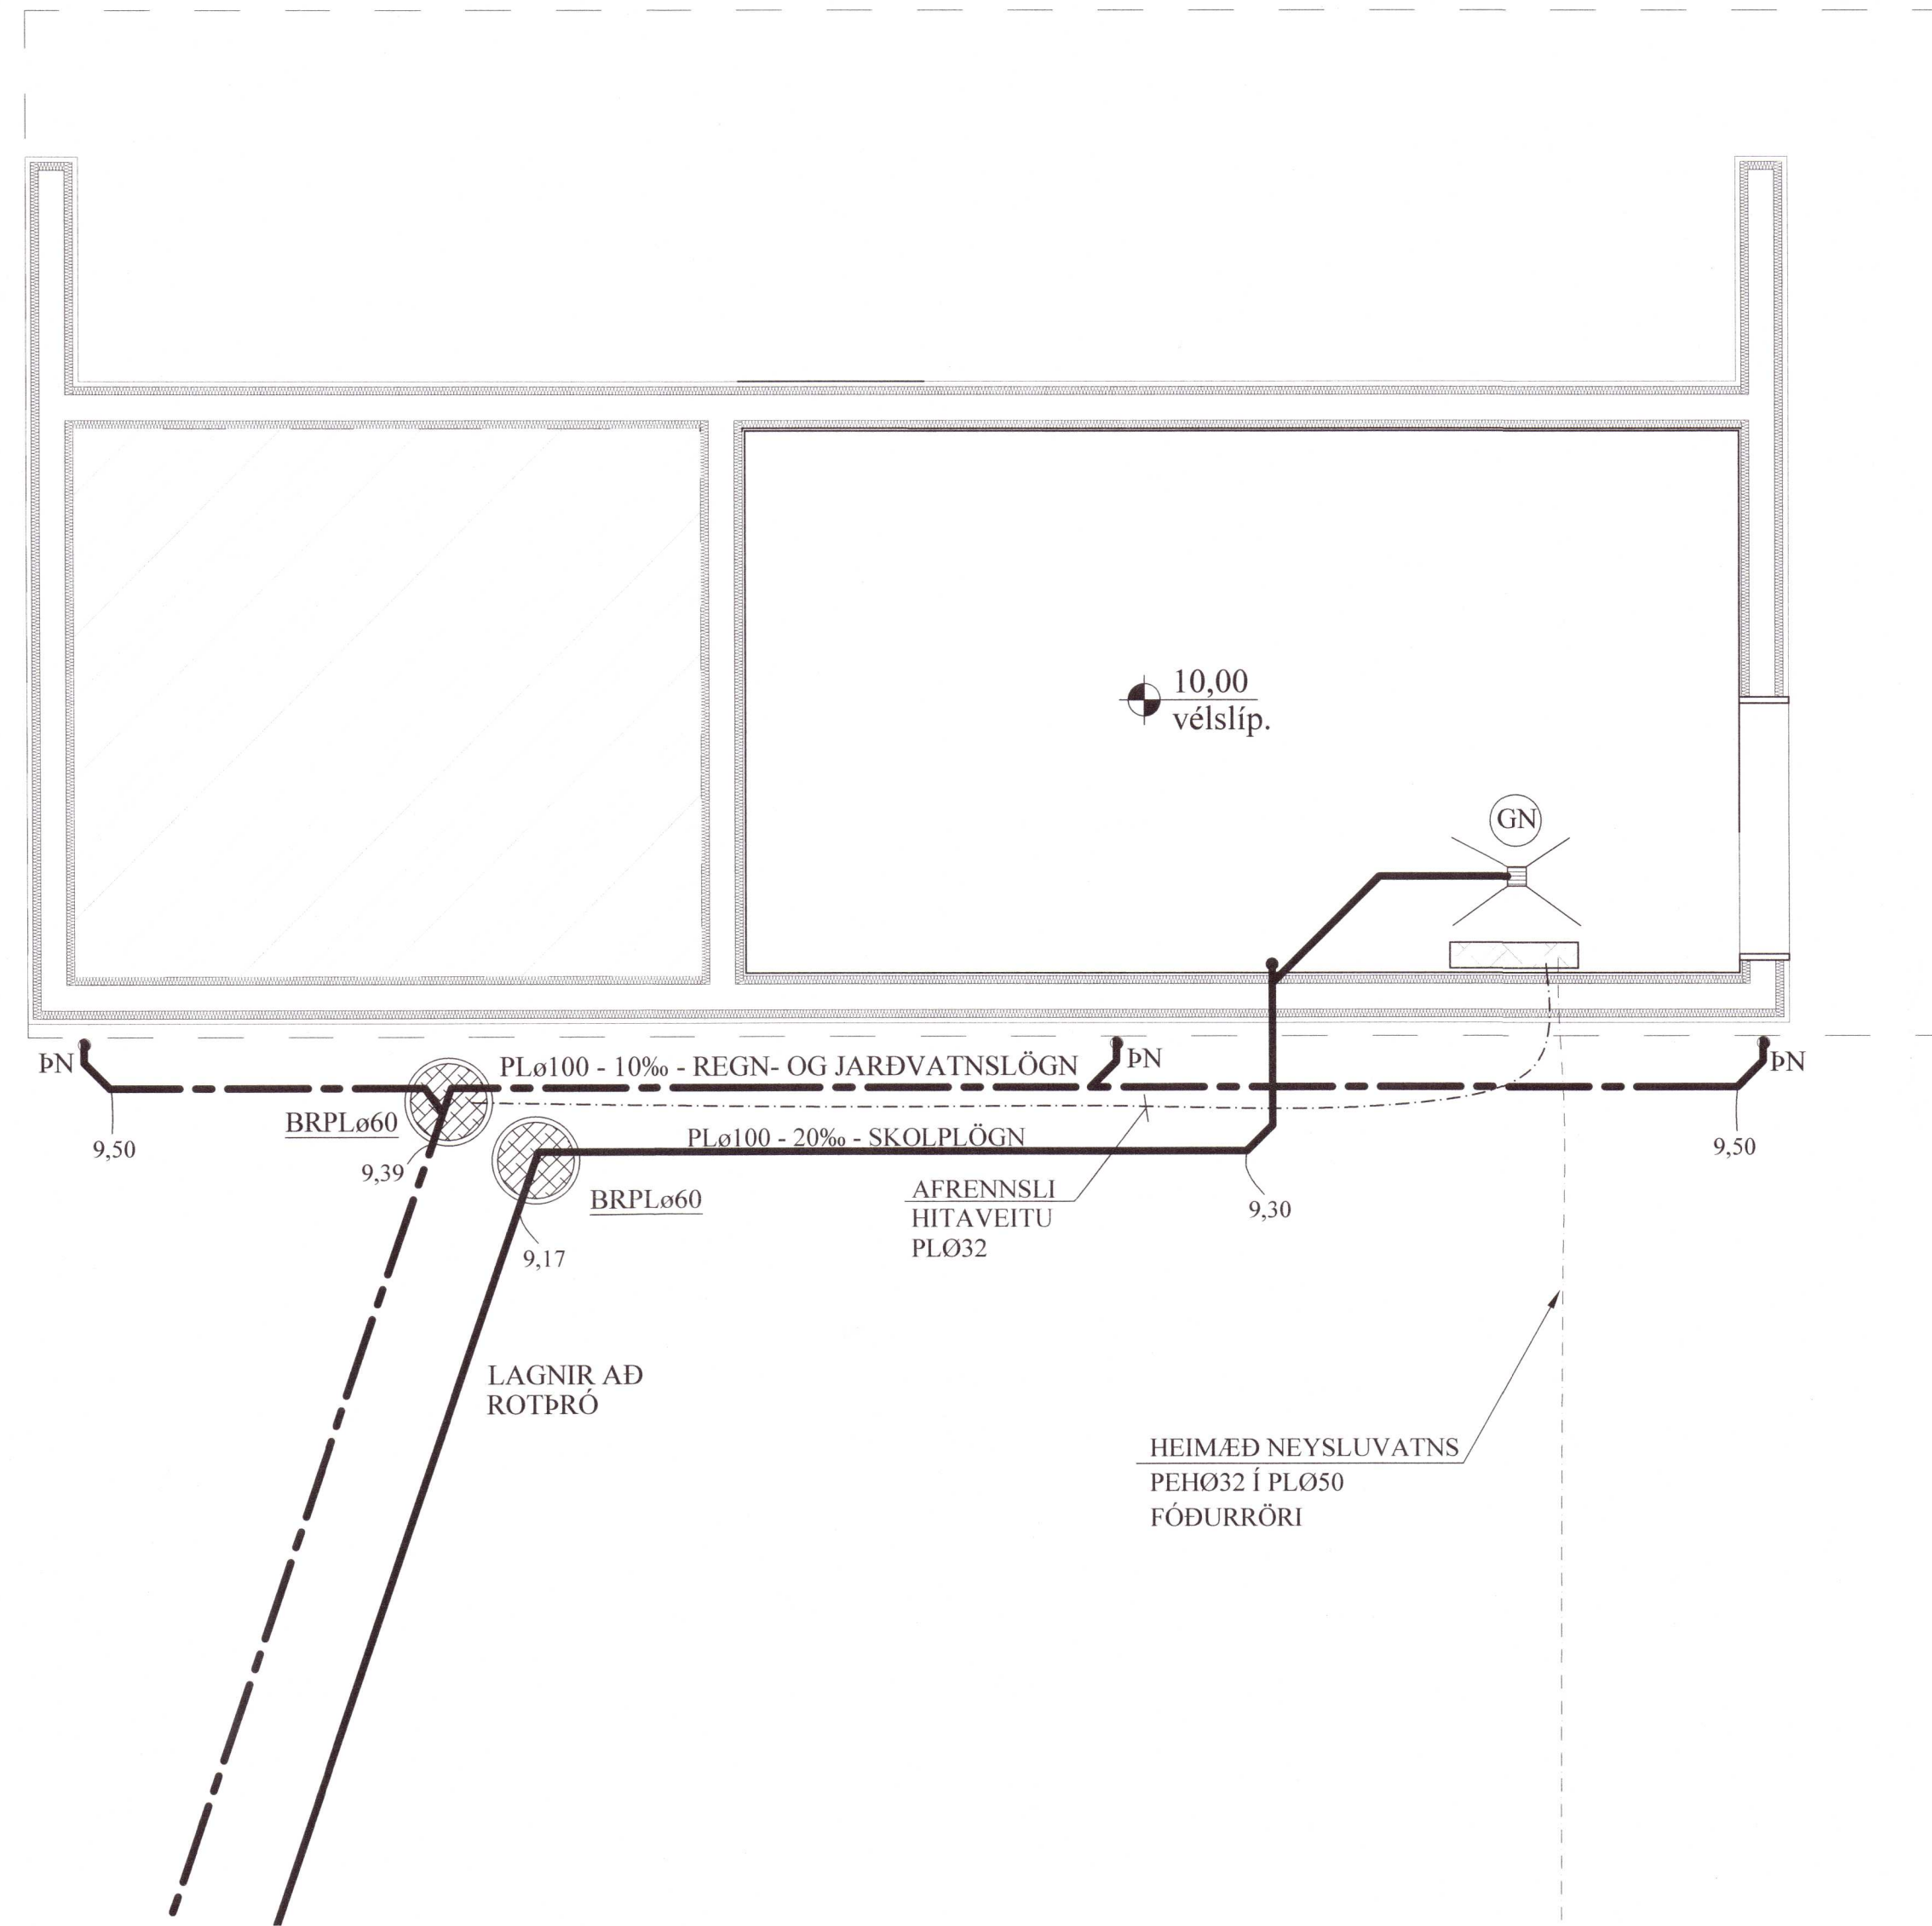 10,00
vélslíp.
GN
ÞN
PLø100 - 10‰ - REGN- OG JARÐVATNSLÖGN
ÞN
ÞN
BRPLø60
9,50
9,39
PLø100 - 20‰ - SKOLPLÖGN
9,50
BRPLø60
AFRENNSLI
HITAVEITU
PLØ32
9,30
9,17
LAGNIR AÐ
ROTÞRÓ
HEIMÆÐ NEYSLUVATNS
PEHØ32 Í PLØ50
FÓÐURRÖRI